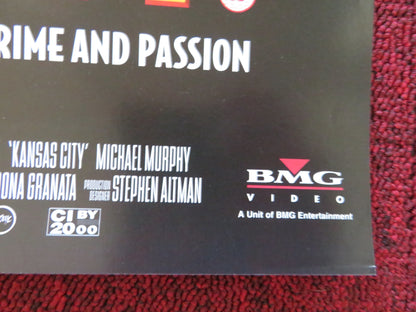 RIME AND PASSION
'KANSAS CITY' MICHAEL MURPHY
ONA GRANATA PRODUCTION DESIGNER STEPHEN ALTMAN
CI BY
2000
BMG
VIDEO
A Unit of BMG Entertainment